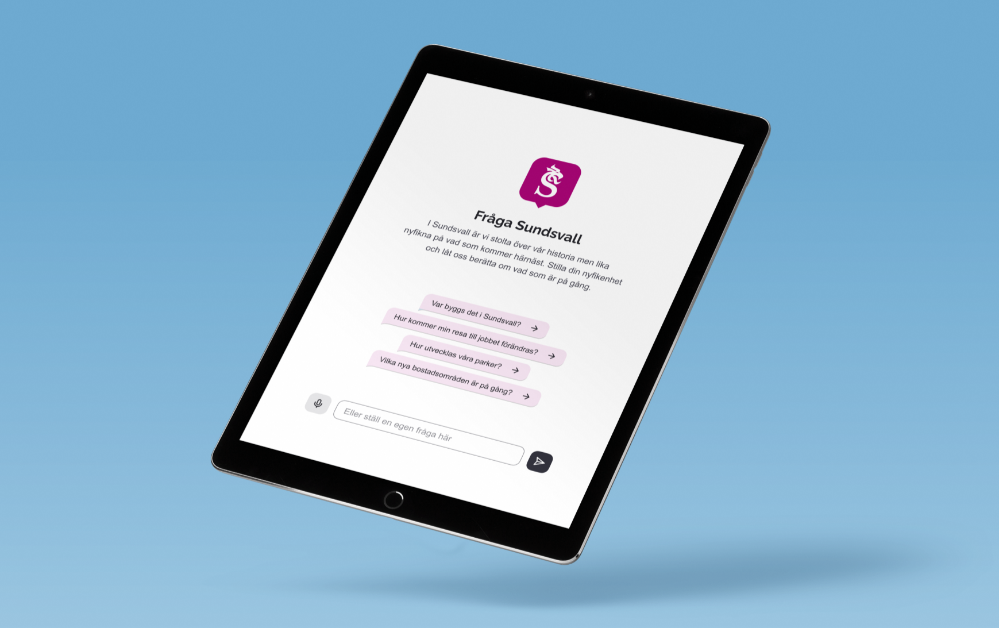 Fråga Sundsvall
I Sundsvall är vi stolta över vår historia men lika
nyfikna på vad som kommer härnäst. Stilla din nyfikenhet
och låt oss berätta om vad som är på gång.
Var byggs det i Sundsvall?
Hur kommer min resa till jobbet förändras?
Hur utvecklas våra parker?
Vilka nya bostadsområden är på gång?
Eller ställ en egen fråga här